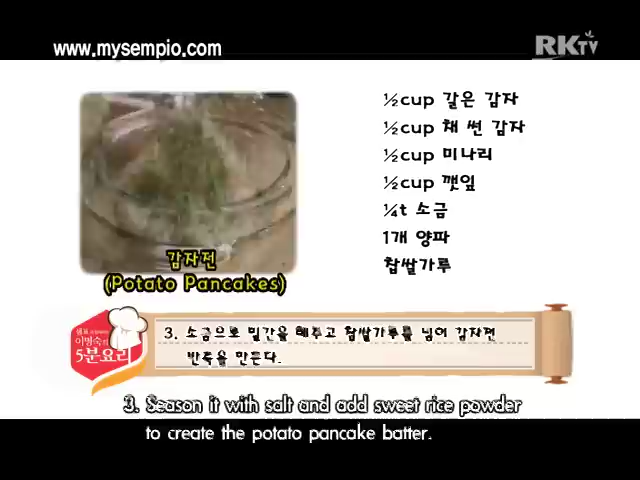 www.mysempio.com
RKTV
½cup 갈은 감자
½cup 채 썬 감자
½cup 미나리
½cup 깻잎
¼t 소금
1개 양파
찹쌀가루
감자전
(Potato Pancakes)
샘표
이명숙의
5분요리
3. 소금으로 밑간을 해주고 찹쌀가루를 넣어 감자전
반죽을 만든다.
3. Season it with salt and add sweet rice powder
to create the potato pancake batter.